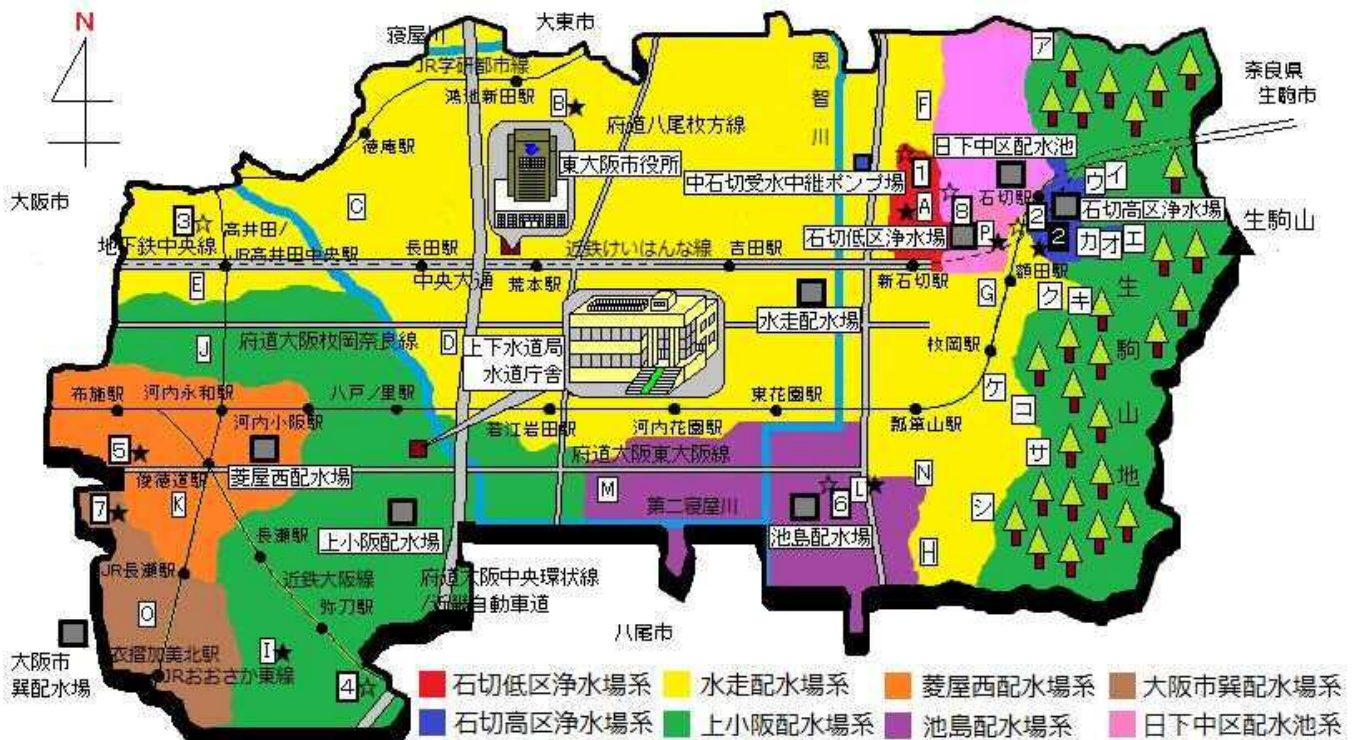 N
寝屋川
大東市
JR学研都市線
鴻池新田駅
B★
府道八尾枚方線
恩智川
ア
奈良県
生駒市
F
徳庵駅
東大阪市役所
日下中区配水池
中石切受水中継ポンプ場
☆
1
A
★
☆
8
石切駅
ウイ
石切高区浄水場
大阪市
C
3☆
高井田/
JR高井田中央駅
地下鉄中央線
長田駅
近鉄けいはんな線
吉田駅
石切低区浄水場
P★
☆
2
★
2
カオエ
生駒山
中央大通
荒本駅
新石切駅
額田駅
E
G
クキ
水走配水場
J
府道大阪枚岡奈良線
D
上下水道局
水道庁舎
枚岡駅
生駒山地
布施駅
河内永和駅
河内小阪駅
八戸ノ里駅
若江岩田駅
河内花園駅
東花園駅
瓢箪山駅
ケ
コ
サ
シ
5★
菱屋西配水場
府道大阪東大阪線
俊徳道駅
K
7★
M
第二寝屋川
☆
6
L★
N
池島配水場
H
上小阪配水場
長瀬駅
JR長瀬駅
近鉄大阪線
弥刀駅
府道大阪中央環状線
/近畿自動車道
O
八尾市
大阪市
巽配水場
衣摺加美北駅
JRおおさか東線
I★
4☆
石切低区浄水場系
水走配水場系
菱屋西配水場系
大阪市巽配水場系
石切高区浄水場系
上小阪配水場系
池島配水場系
日下中区配水池系